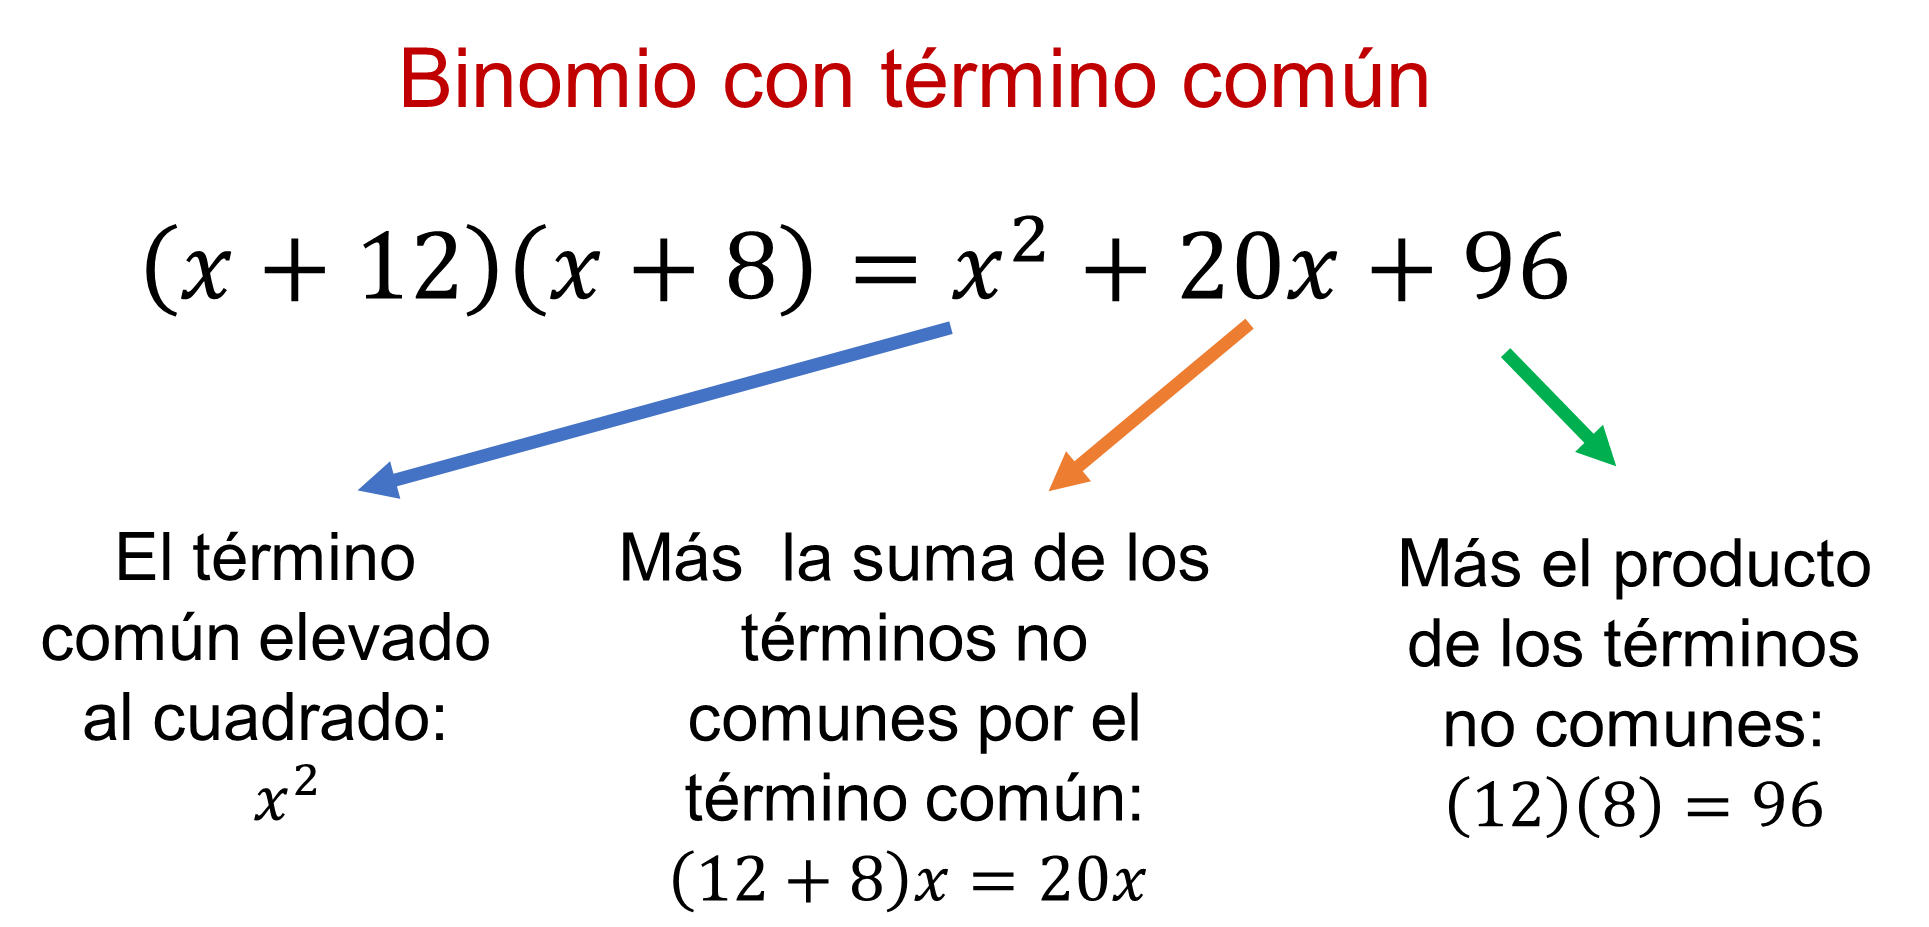 Binomio con término común
(x + 12)(x + 8) = x² + 20x + 96
El término
común elevado
al cuadrado:
x²
Más la suma de los
términos no
comunes por el
término común:
(12 + 8)x = 20x
Más el producto
de los términos
no comunes:
(12)(8) = 96